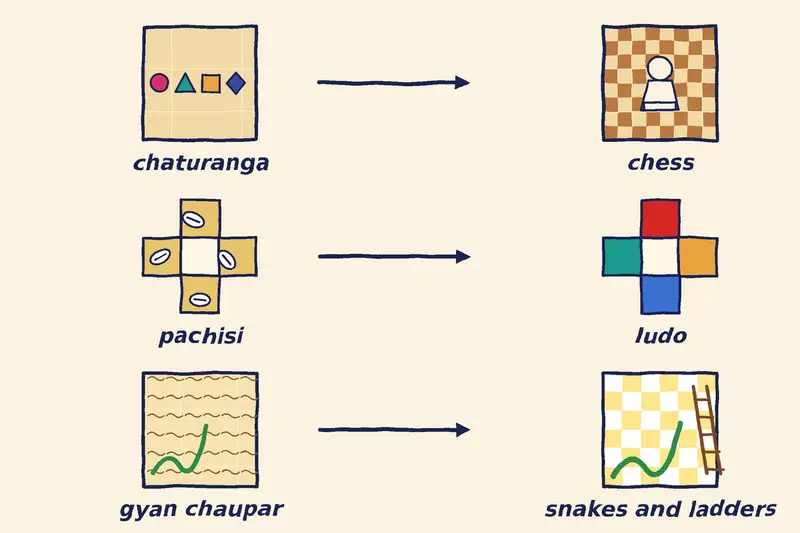 chaturanga
chess
pachisi
ludo
gyan chaupar
snakes and ladders